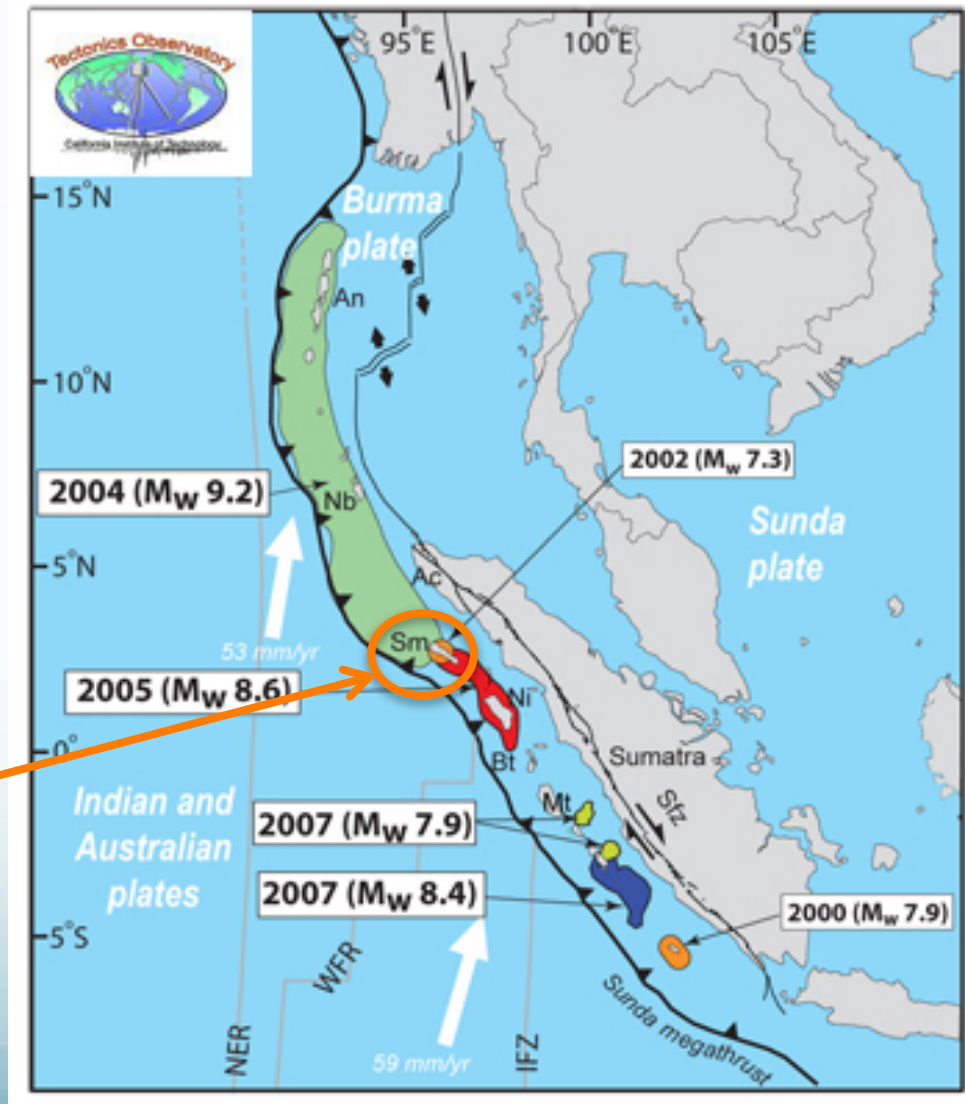 Tectonics Observatory
California Institute of Technology
95°E
100°E
105°E
15°N
Burma
plate
An
10°N
2002 (Mw 7.3)
2004 (Mw 9.2)
Nb
Sunda
plate
5°N
Ac
Sm
53 mm/yr
2005 (Mw 8.6)
Ni
0°
Bt
Sumatra
Indian and
Australian
plates
Mt
Sfz
2007 (Mw 7.9)
2007 (Mw 8.4)
2000 (Mw 7.9)
5°S
WFR
Sunda megathrust
NER
59 mm/yr
IFZ